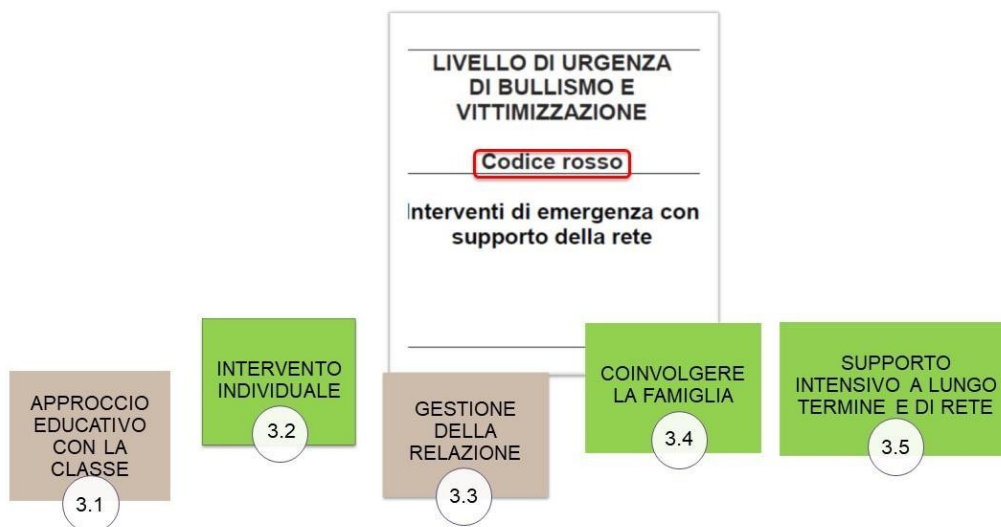 LIVELLO DI URGENZA
DI BULLISMO E
VITTIMIZZAZIONE
Codice rosso
Interventi di emergenza con
supporto della rete
APPROCCIO
EDUCATIVO
CON LA
CLASSE
3.1
INTERVENTO
INDIVIDUALE
3.2
GESTIONE
DELLA
RELAZIONE
3.3
COINVOLGERE
LA FAMIGLIA
3.4
SUPPORTO
INTENSIVO A LUNGO
TERMINE E DI RETE
3.5